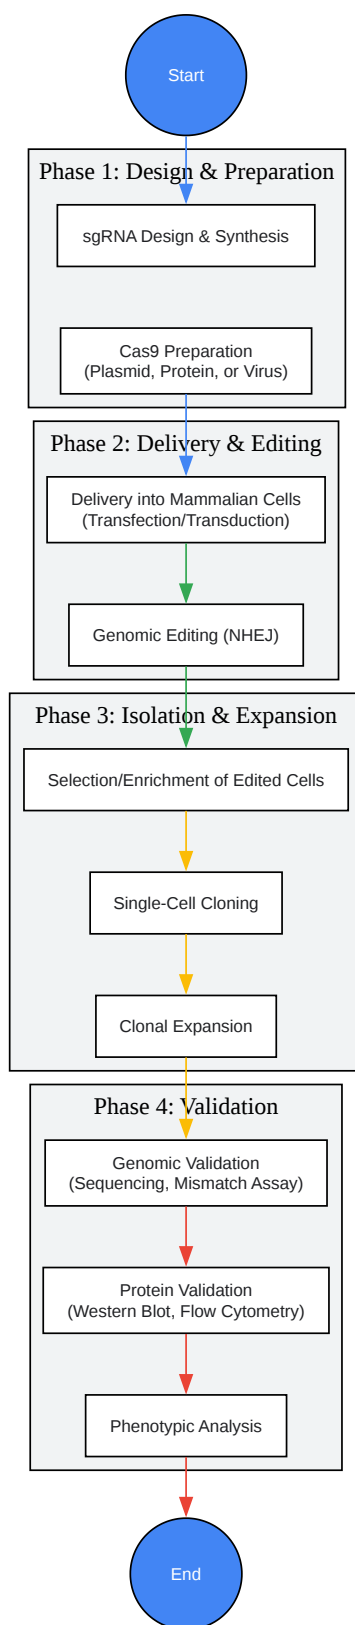 Start
Phase 1: Design & Preparation
sgRNA Design & Synthesis
Cas9 Preparation
(Plasmid, Protein, or Virus)
Phase 2: Delivery & Editing
Delivery into Mammalian Cells
(Transfection/Transduction)
Genomic Editing (NHEJ)
Phase 3: Isolation & Expansion
Selection/Enrichment of Edited Cells
Single-Cell Cloning
Clonal Expansion
Phase 4: Validation
Genomic Validation
(Sequencing, Mismatch Assay)
Protein Validation
(Western Blot, Flow Cytometry)
Phenotypic Analysis
End